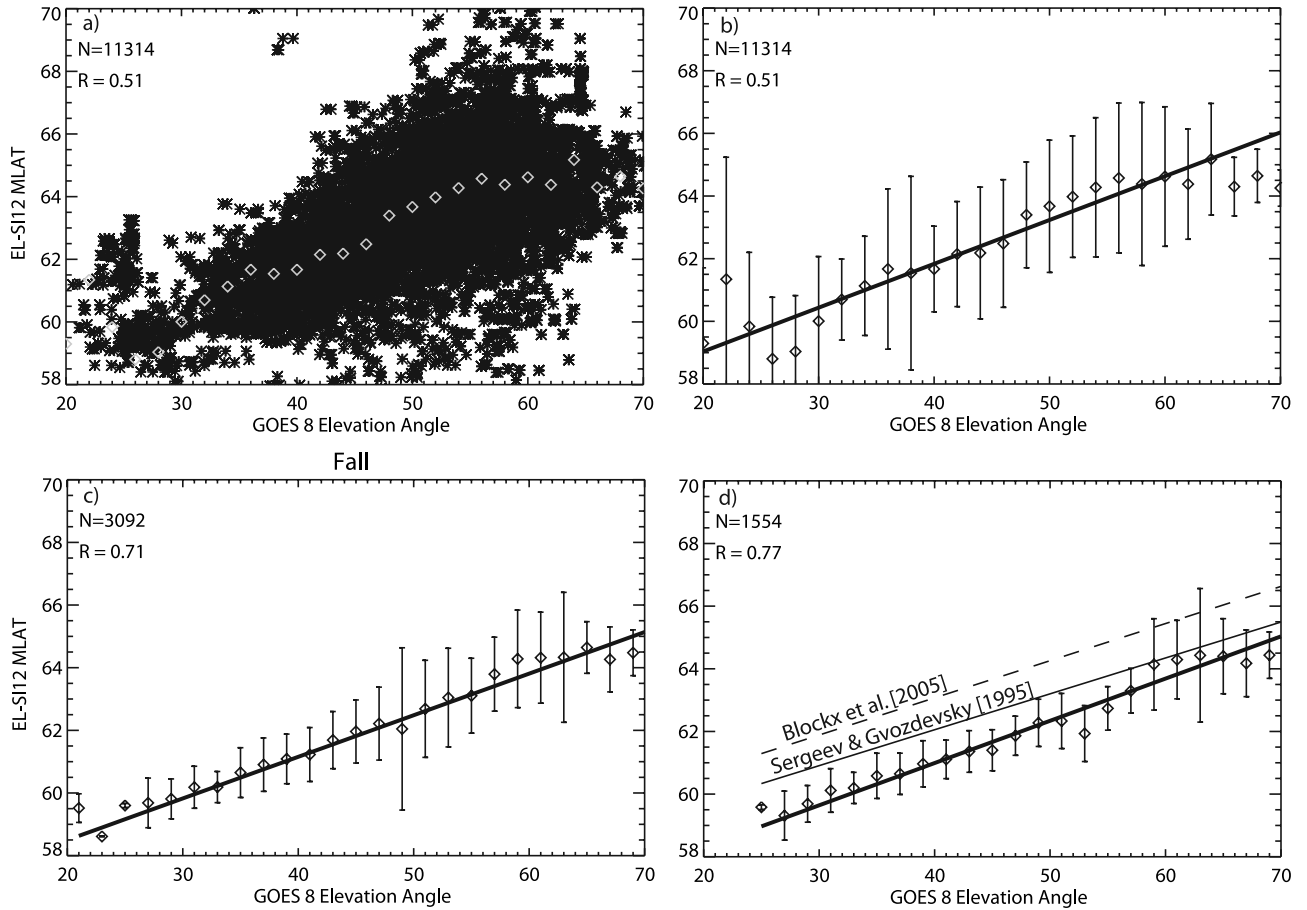 a)
N=11314
R = 0.51
EL-SI12 MLAT
70
68
66
64
62
60
58
20 30 40 50 60 70
GOES 8 Elevation Angle
b)
N=11314
R = 0.51
70
68
66
64
62
60
58
20 30 40 50 60 70
GOES 8 Elevation Angle
Fall
c)
N=3092
R = 0.71
EL-SI12 MLAT
70
68
66
64
62
60
58
20 30 40 50 60 70
GOES 8 Elevation Angle
d)
N=1554
R = 0.77
Blockx et al. [2005]
Sergeev & Gvozdevsky [1995]
70
68
66
64
62
60
58
20 30 40 50 60 70
GOES 8 Elevation Angle